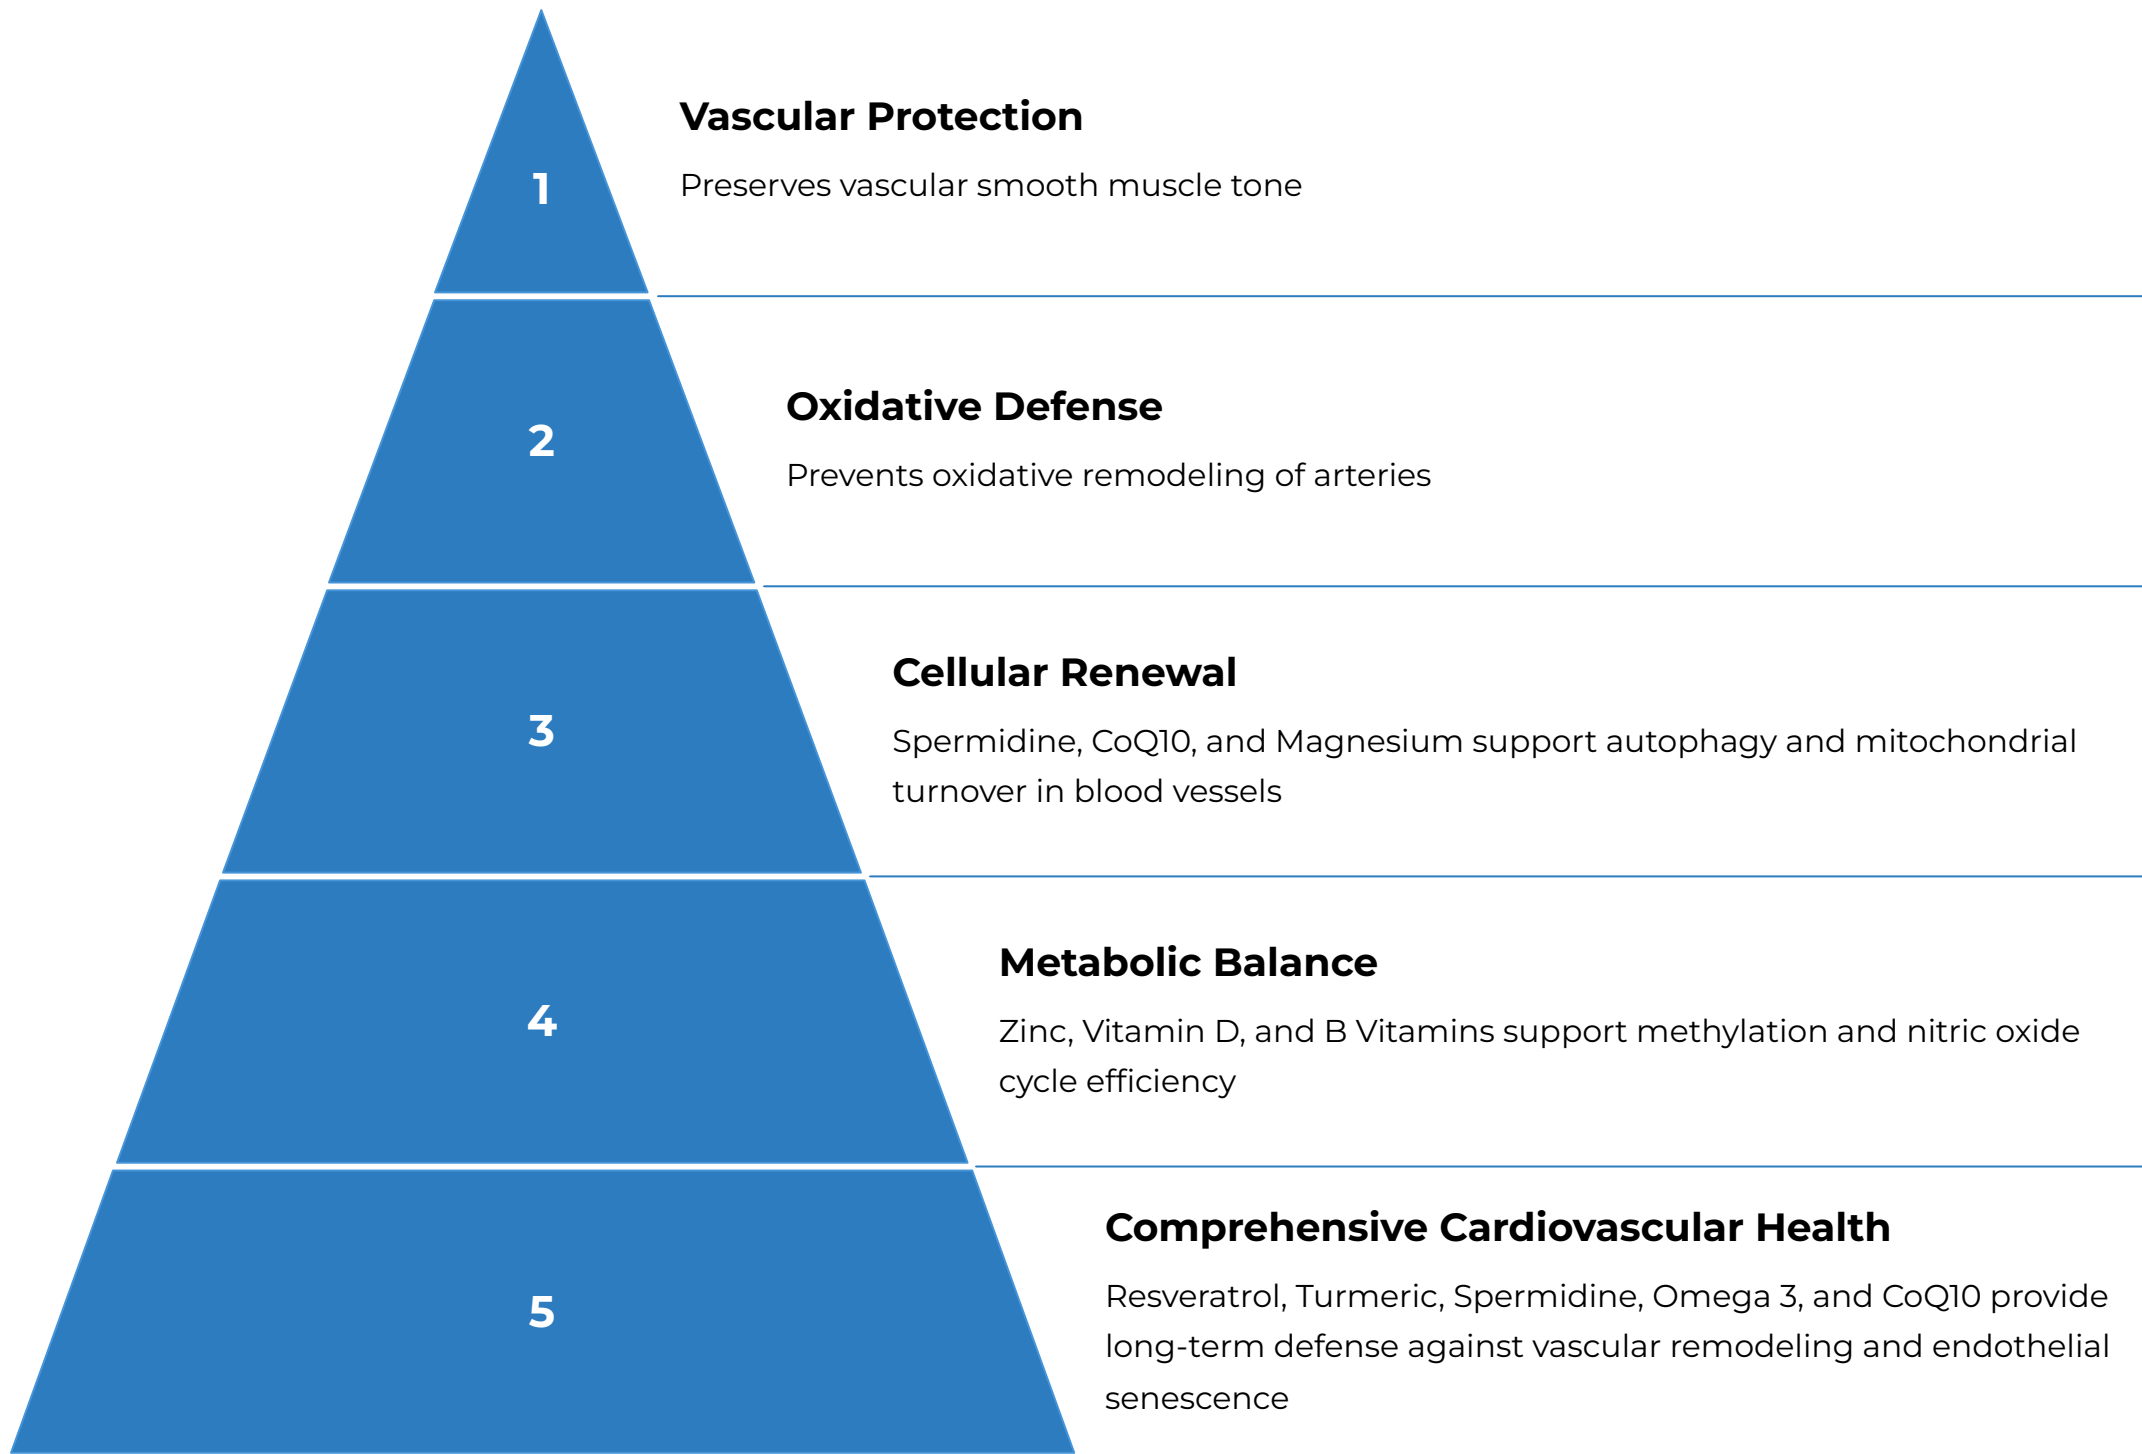 1
Vascular Protection
Preserves vascular smooth muscle tone
2
Oxidative Defense
Prevents oxidative remodeling of arteries
3
Cellular Renewal
Spermidine, CoQ10, and Magnesium support autophagy and mitochondrial
turnover in blood vessels
4
Metabolic Balance
Zinc, Vitamin D, and B Vitamins support methylation and nitric oxide
cycle efficiency
5
Comprehensive Cardiovascular Health
Resveratrol, Turmeric, Spermidine, Omega 3, and CoQ10 provide
long-term defense against vascular remodeling and endothelial
senescence